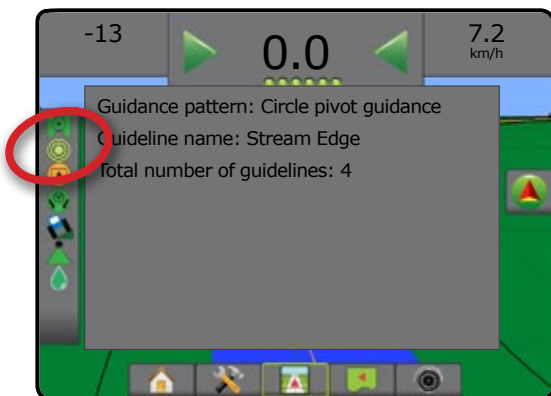 -13
0.0
7.2
km/h
Guidance pattern: Circle pivot guidance
Guideline name: Stream Edge
Total number of guidelines: 4